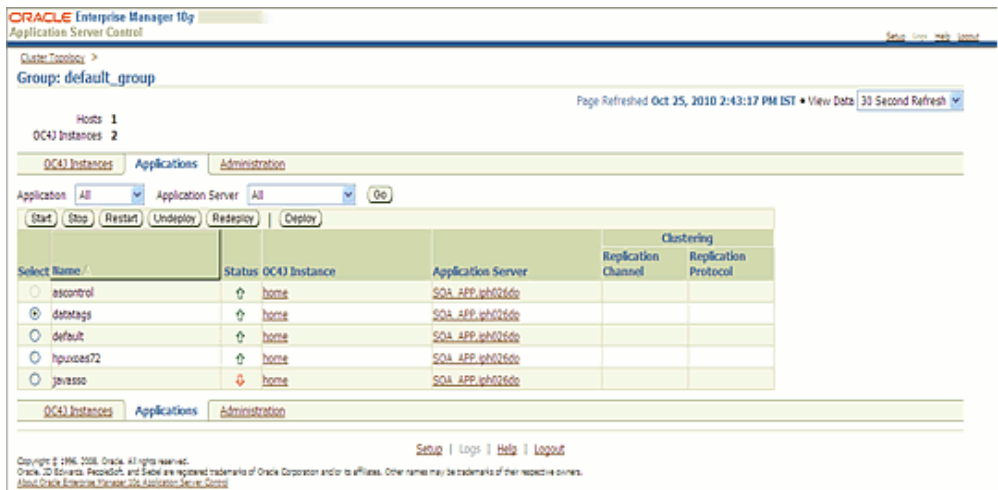 ORACLE Enterprise Manager 10g
Application Server Control
Setup Logs Help Logout
Cluster Topology >
Group: default_group
Page Refreshed Oct 25, 2010 2:43:17 PM IST • View Data 30 Second Refresh
Hosts 1
OC4J Instances 2
OC4J Instances Applications Administration
Application All Application Server All Go
Start Stop Restart Undeploy Redeploy | Deploy
Clustering
Select Name Status OC4J Instance Application Server Replication Channel Replication Protocol
ascontrol home SOA_APP.iph026do
datatags home SOA_APP.iph026do
default home SOA_APP.iph026do
hpuxoas72 home SOA_APP.iph026do
javasso home SOA_APP.iph026do
OC4J Instances Applications Administration
Setup | Logs | Help | Logout
Copyright © 1996, 2008, Oracle. All rights reserved.
Oracle, JD Edwards, PeopleSoft, and Siebel are registered trademarks of Oracle Corporation and/or its affiliates. Other names may be trademarks of their respective owners.
About Oracle Enterprise Manager 10g Application Server Control